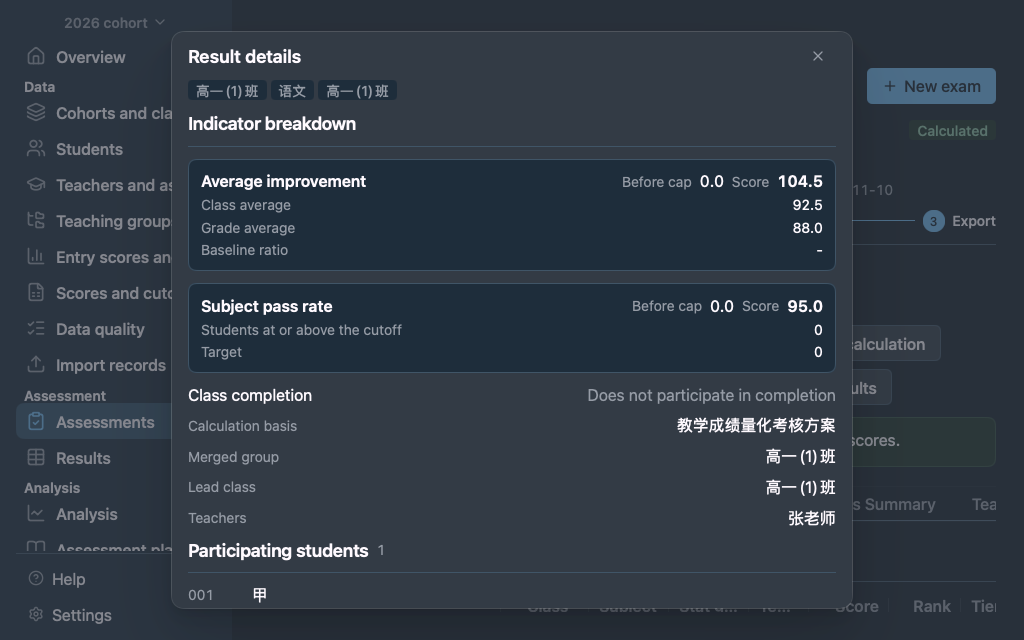 2026 cohort
Overview
Data
Cohorts and cla
Students
Teachers and as
Teaching groups
Entry scores an
Scores and cuto
Data quality
Import records
Assessment
Assessments
Results
Analysis
Analysis
Assessment pla
Help
Settings
Result details
高一 (1) 班 语文 高一 (1) 班
Indicator breakdown
Average improvement Before cap 0.0 Score 104.5
Class average 92.5
Grade average 88.0
Baseline ratio -
Subject pass rate Before cap 0.0 Score 95.0
Students at or above the cutoff 0
Target 0
Class completion Does not participate in completion
Calculation basis 教学成绩量化考核方案
Merged group 高一 (1) 班
Lead class 高一 (1) 班
Teachers 张老师
Participating students 1
001 甲
+ New exam
Calculated
11-10
3 Export
alculation
ults
scores.
s Summary Tea
Class Subject Stat d... Te... Score Rank Tier